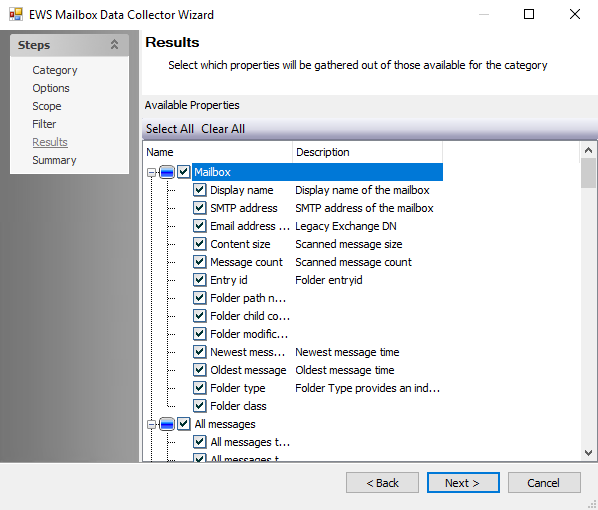 EWS Mailbox Data Collector Wizard
Steps
Category
Options
Scope
Filter
Results
Summary
Results
Select which properties will be gathered out of those available for the category
Available Properties
Select All Clear All
Name Description
Mailbox
Display name Display name of the mailbox
SMTP address SMTP address of the mailbox
Email address ... Legacy Exchange DN
Content size Scanned message size
Message count Scanned message count
Entry id Folder entryid
Folder path n...
Folder child co...
Folder modific...
Newest mess... Newest message time
Oldest message Oldest message time
Folder type Folder Type provides an ind...
Folder class
All messages
All messages t...
All messages t...
< Back Next > Cancel